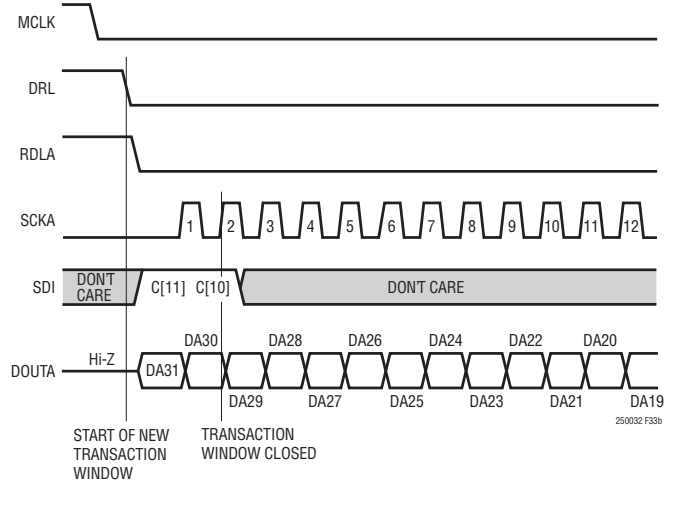 MCLK
DRL
RDLA
SCKA
1 2 3 4 5 6 7 8 9 10 11 12
SDI
DON'T
CARE
C[11] C[10]
DON'T CARE
DA30 DA28 DA26 DA24 DA22 DA20
DOUTA
Hi-Z
DA31
DA29 DA27 DA25 DA23 DA21 DA19
250032 F33b
START OF NEW
TRANSACTION
WINDOW
TRANSACTION
WINDOW CLOSED